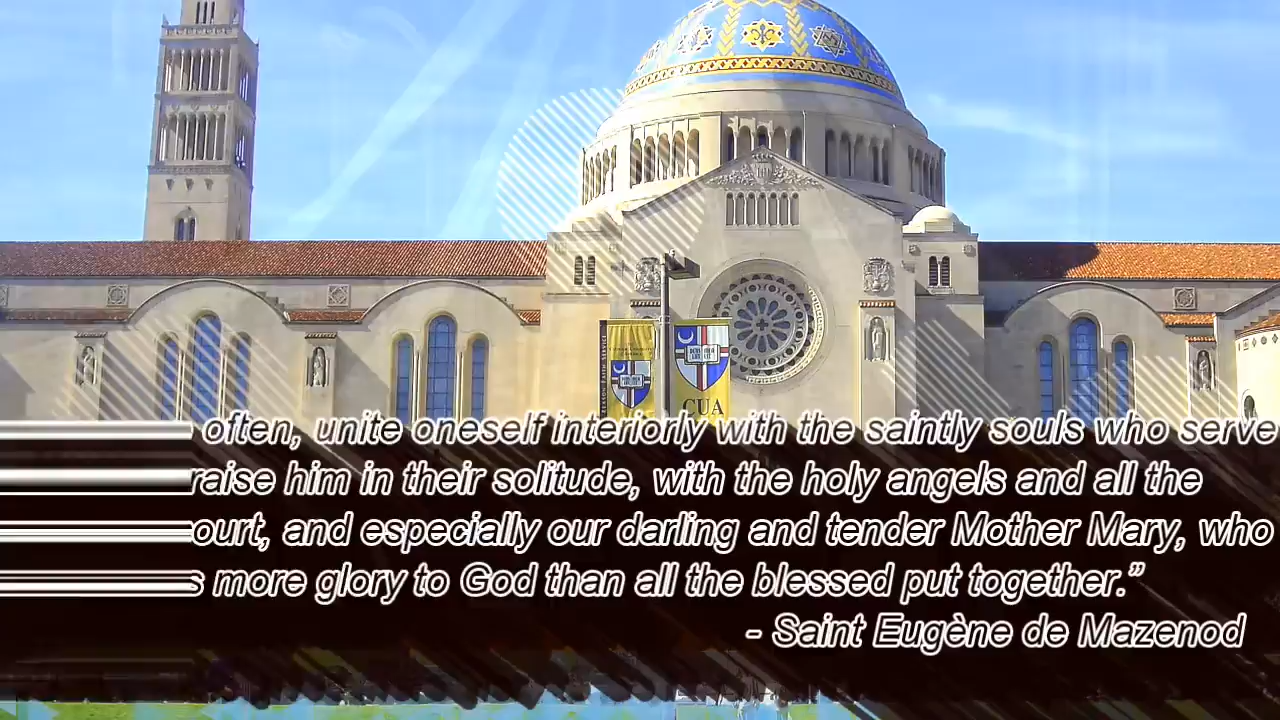 CUA
often, unite oneself interiorly with the saintly souls who serve
raise him in their solitude, with the holy angels and all the
ourt, and especially our darling and tender Mother Mary, who
s more glory to God than all the blessed put together.”
- Saint Eugène de Mazenod